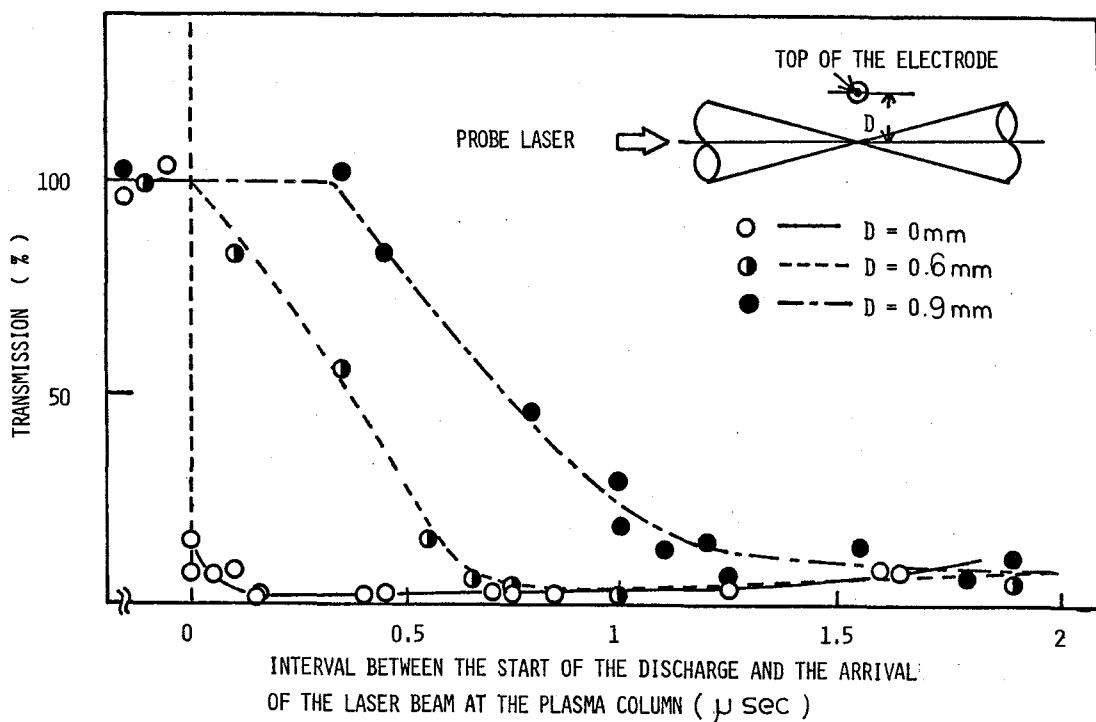 TOP OF THE ELECTRODE
D
PROBE LASER
D = 0mm
D = 0.6mm
D = 0.9mm
TRANSMISSION ( % )
100
50
0 0.5 1 1.5 2
INTERVAL BETWEEN THE START OF THE DISCHARGE AND THE ARRIVAL
OF THE LASER BEAM AT THE PLASMA COLUMN ( μ sec )